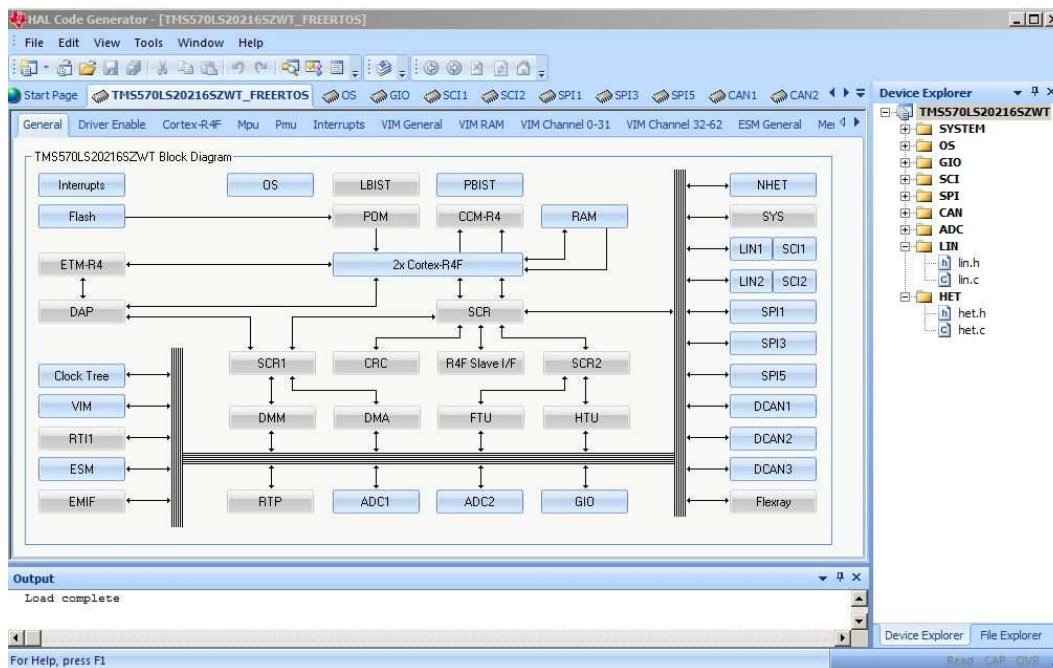 HAL Code Generator - [TMS570LS20216SZWT_FREERTOS]
File Edit View Tools Window Help
Start Page TMS570LS20216SZWT_FREERTOS OS GIO SCI1 SCI2 SPI1 SPI3 SPI5 CAN1 CAN2
General Driver Enable Cortex-R4F Mpu Pmu Interrupts VIM General VIM RAM VIM Channel 0-31 VIM Channel 32-62 ESM General
TMS570LS20216SZWT Block Diagram
Interrupts OS LBIST PBIST NHET
Flash POM CCM-R4 RAM SYS
LIN1 SCI1
ETM-R4 2x Cortex-R4F
LIN2 SCI2
DAP SCR SPI1
SPI3
SCR1 CRC R4F Slave I/F SCR2
Clock Tree SPI5
VIM DMM DMA FTU HTU DCAN1
RTI1 DCAN2
ESM DCAN3
EMIF RTP ADC1 ADC2 GIO Flexray
Device Explorer
TMS570LS20216SZWT
SYSTEM
OS
GIO
SCI
SPI
CAN
ADC
LIN
lin.h
lin.c
HET
het.h
het.c
Output
Load complete
Device Explorer File Explorer
For Help, press F1
Read CAP OVR